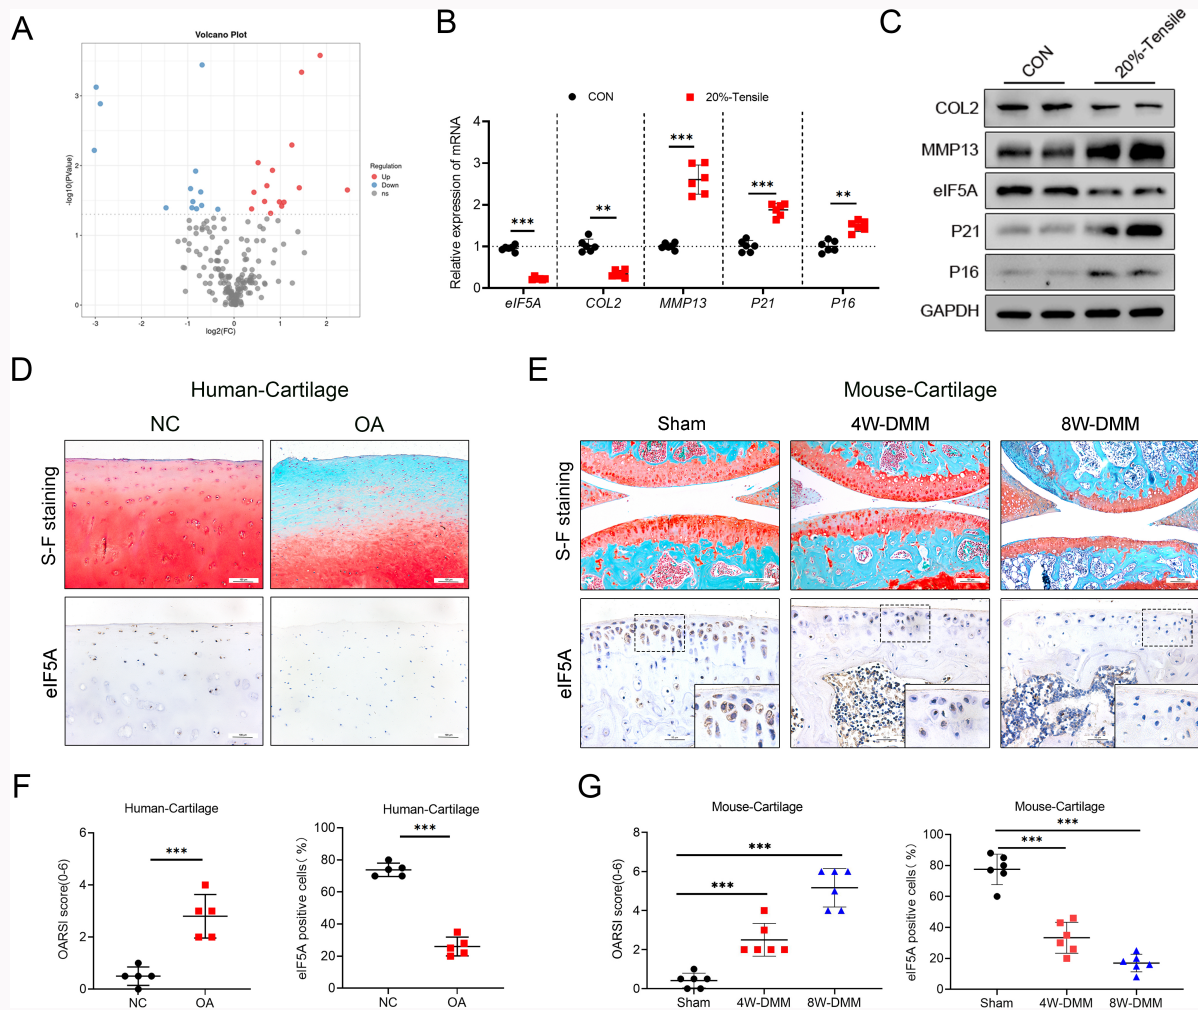 A
Volcano Plot
-log10(PValue)
3
2
1
0
-3
-2
-1
0
1
2
log2(FC)
Regulation
Up
Down
ns
B
CON
20%-Tensile
Relative expression of mRNA
4
3
2
1
0
***
**
***
***
**
eIF5A
COL2
MMP13
P21
P16
C
CON
20%-Tensile
COL2
MMP13
eIF5A
P21
P16
GAPDH
D
Human-Cartilage
NC
OA
S-F staining
eIF5A
E
Mouse-Cartilage
Sham
4W-DMM
8W-DMM
S-F staining
eIF5A
F
Human-Cartilage
OARSI score(0-6)
6
4
2
0
***
NC
OA
Human-Cartilage
eIF5A positive cells( %)
100
80
60
40
20
0
***
NC
OA
G
Mouse-Cartilage
OARSI score(0-6)
8
6
4
2
0
***
***
Sham
4W-DMM
8W-DMM
Mouse-Cartilage
eIF5A positive cells( %)
100
80
60
40
20
0
***
***
Sham
4W-DMM
8W-DMM